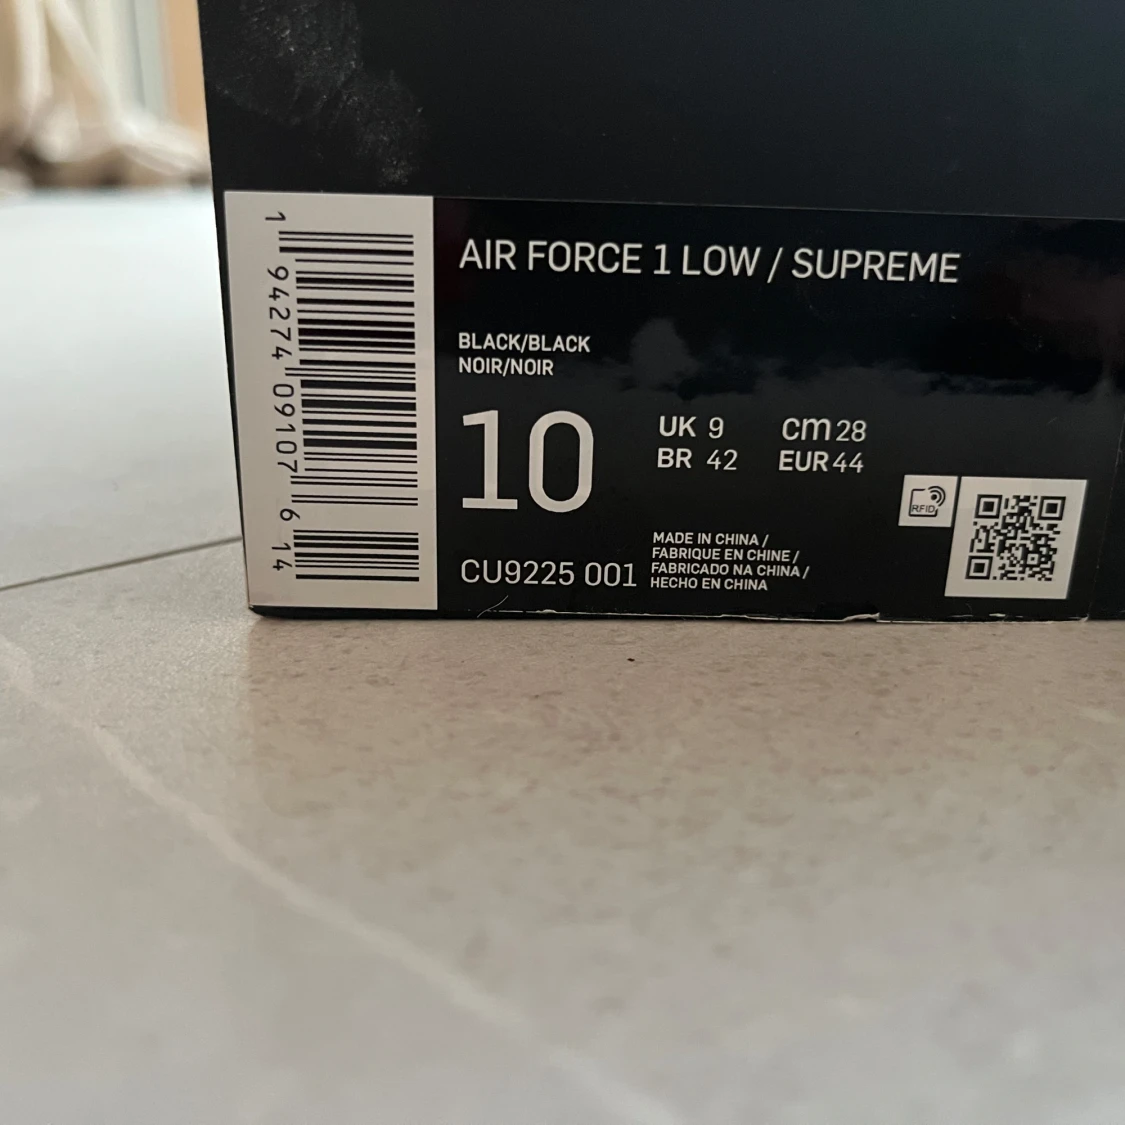 1 94274 09107 6 14
AIR FORCE 1 LOW / SUPREME
BLACK/BLACK
NOIR/NOIR
10
UK 9
BR 42
cm 28
EUR 44
CU9225 001
MADE IN CHINA /
FABRIQUE EN CHINE /
FABRICADO NA CHINA /
HECHO EN CHINA
RFID